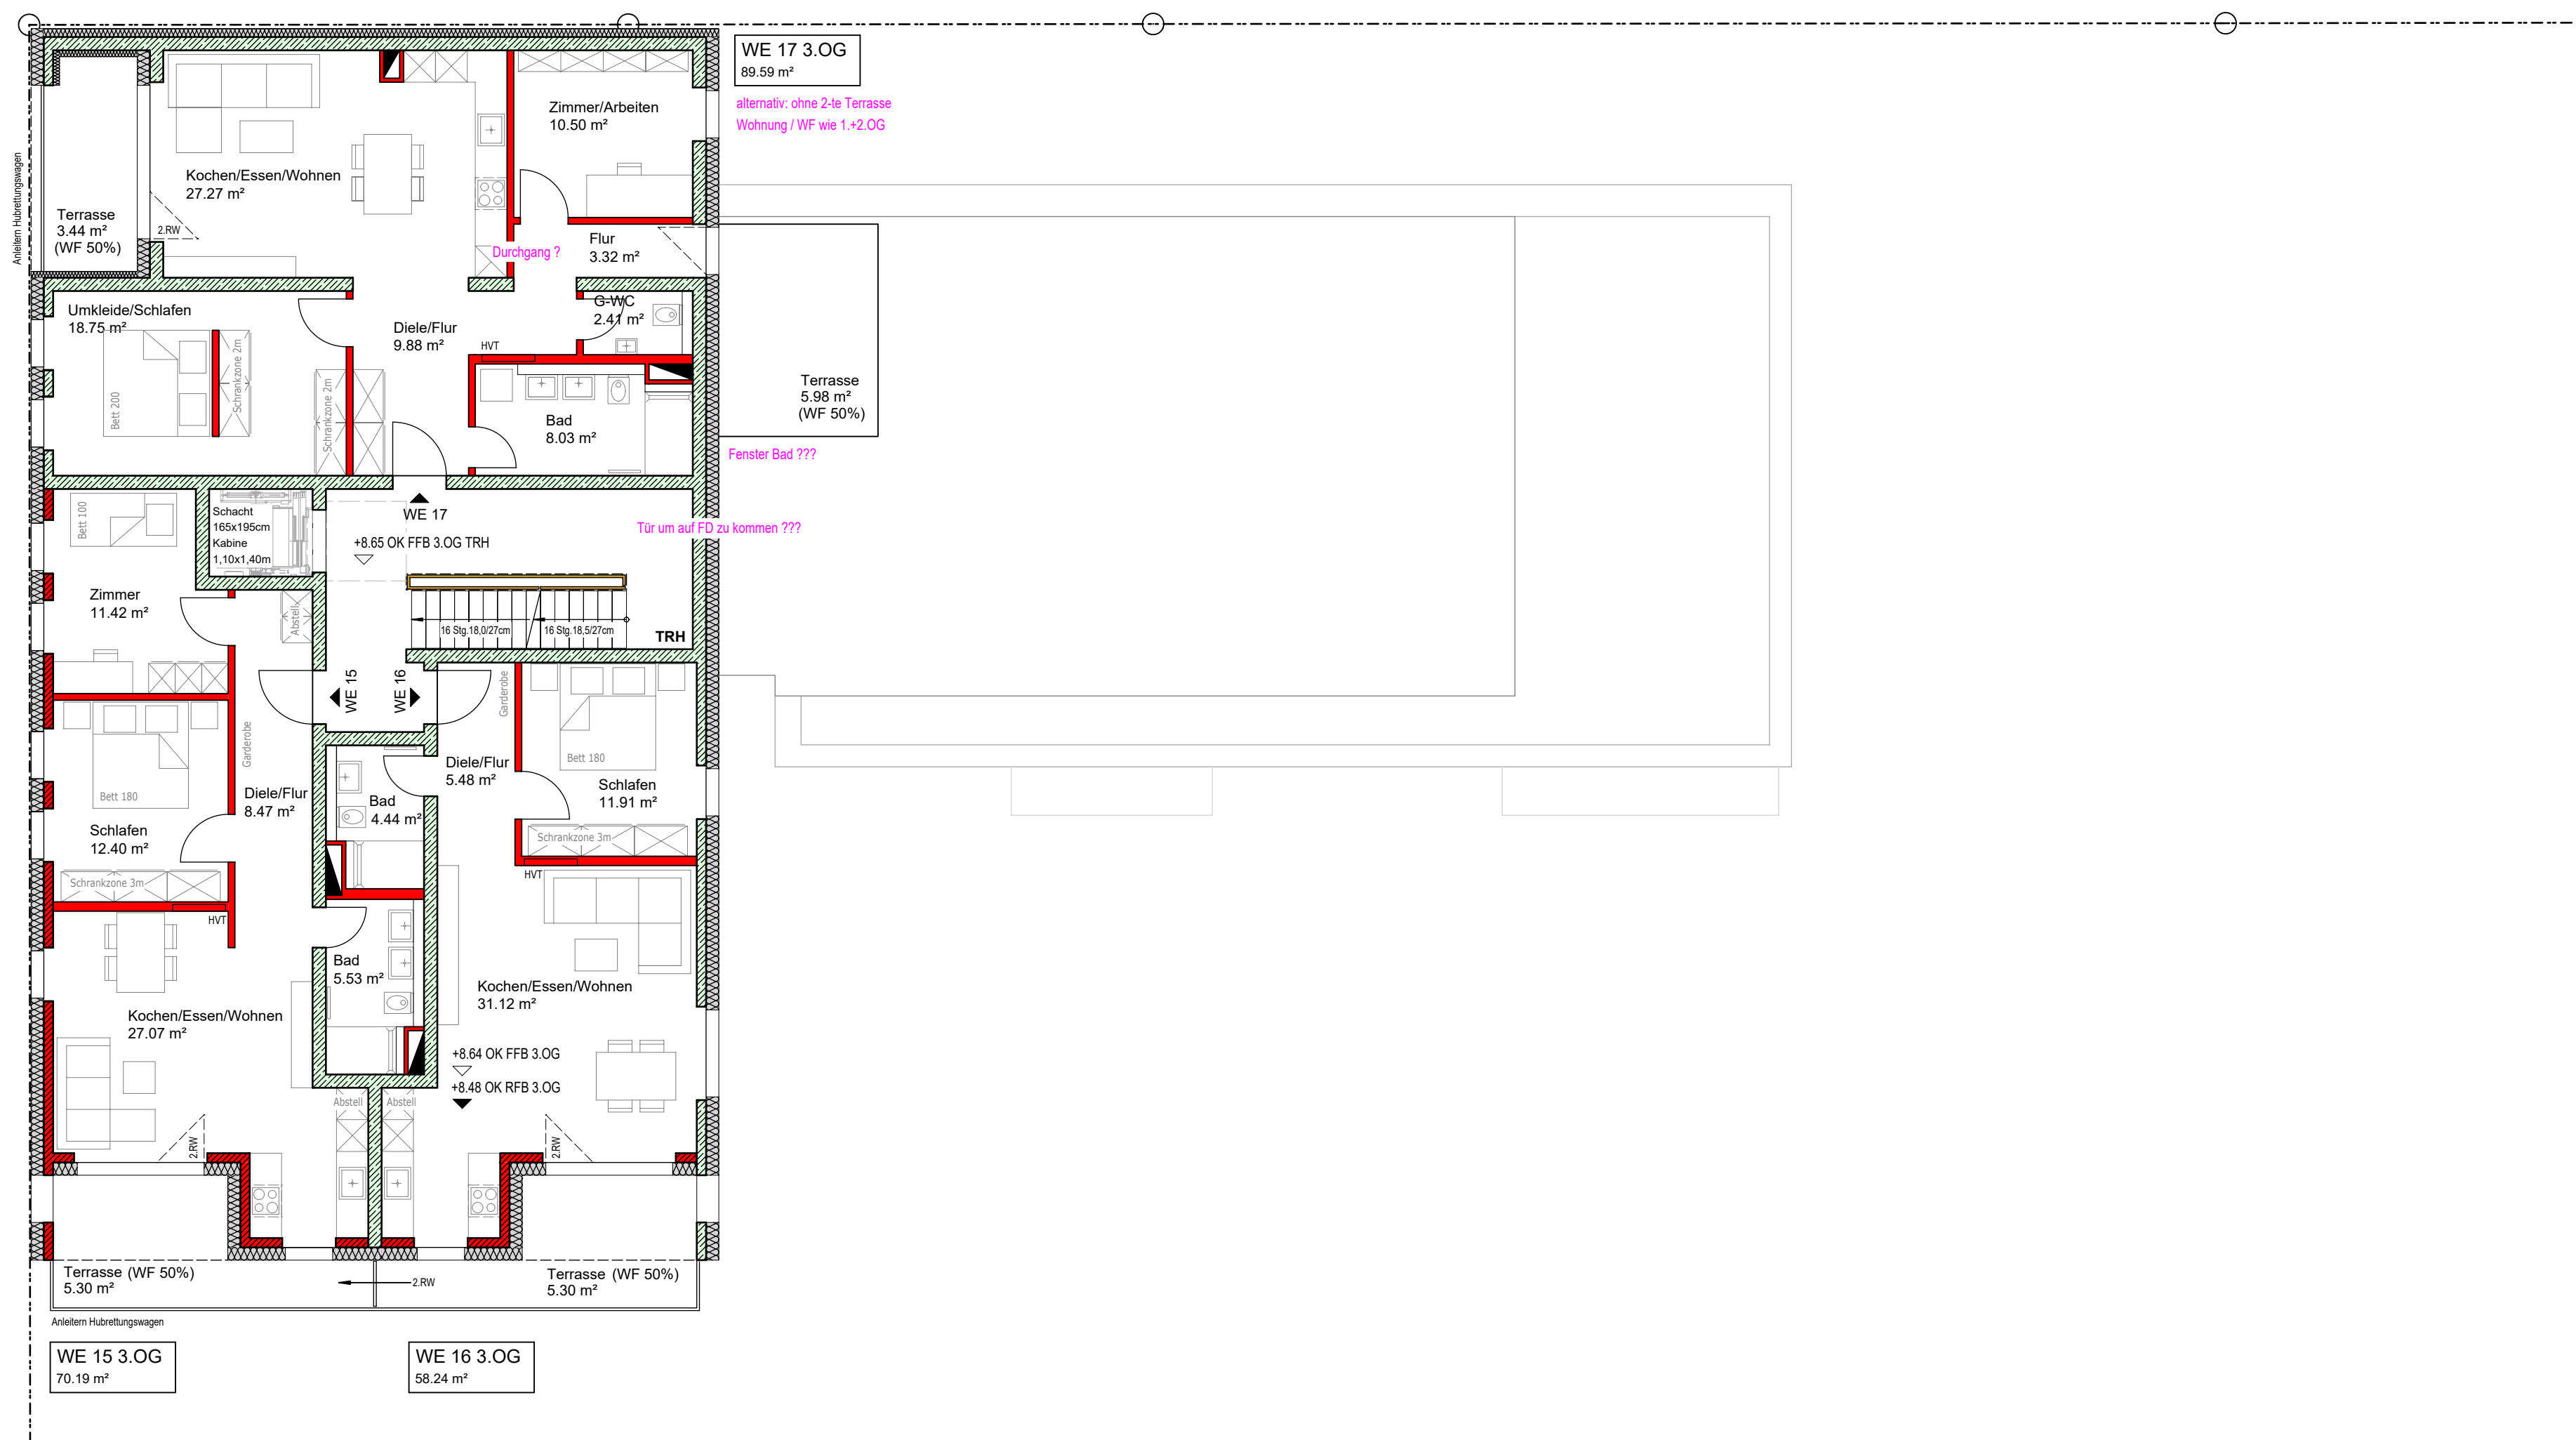 WE 17 3.OG
89.59 m²
alternativ: ohne 2-te Terrasse
Wohnung / WF wie 1.+2.OG
Zimmer/Arbeiten
10.50 m²
Kochen/Essen/Wohnen
27.27 m²
Anleitern Hubrettungswagen
Terrasse
3.44 m²
(WF 50%)
2.RW
Durchgang ?
Flur
3.32 m²
Umkleide/Schlafen
18.75 m²
G-WC
2.41 m²
Diele/Flur
9.88 m²
HVT
Schrankzone 2m
Schrankzone 2m
Bett 200
Bad
8.03 m²
Terrasse
5.98 m²
(WF 50%)
Fenster Bad ???
Bett 100
Schacht
165x195cm
Kabine
1,10x1,40m
WE 17
Tür um auf FD zu kommen ???
+8.65 OK FFB 3.OG TRH
Zimmer
11.42 m²
Abstell
16 Stg.18,0/27cm
16 Stg.18,5/27cm
TRH
WE 15
WE 16
Garderobe
Garderobe
Bett 180
Schlafen
11.91 m²
Diele/Flur
5.48 m²
Bett 180
Diele/Flur
8.47 m²
Bad
4.44 m²
Schlafen
12.40 m²
Schrankzone 3m
Schrankzone 3m
HVT
HVT
Bad
5.53 m²
Kochen/Essen/Wohnen
31.12 m²
Kochen/Essen/Wohnen
27.07 m²
+8.64 OK FFB 3.OG
+8.48 OK RFB 3.OG
Abstell
Abstell
2.RW
2.RW
Terrasse (WF 50%)
5.30 m²
2.RW
Terrasse (WF 50%)
5.30 m²
Anleitern Hubrettungswagen
WE 15 3.OG
70.19 m²
WE 16 3.OG
58.24 m²